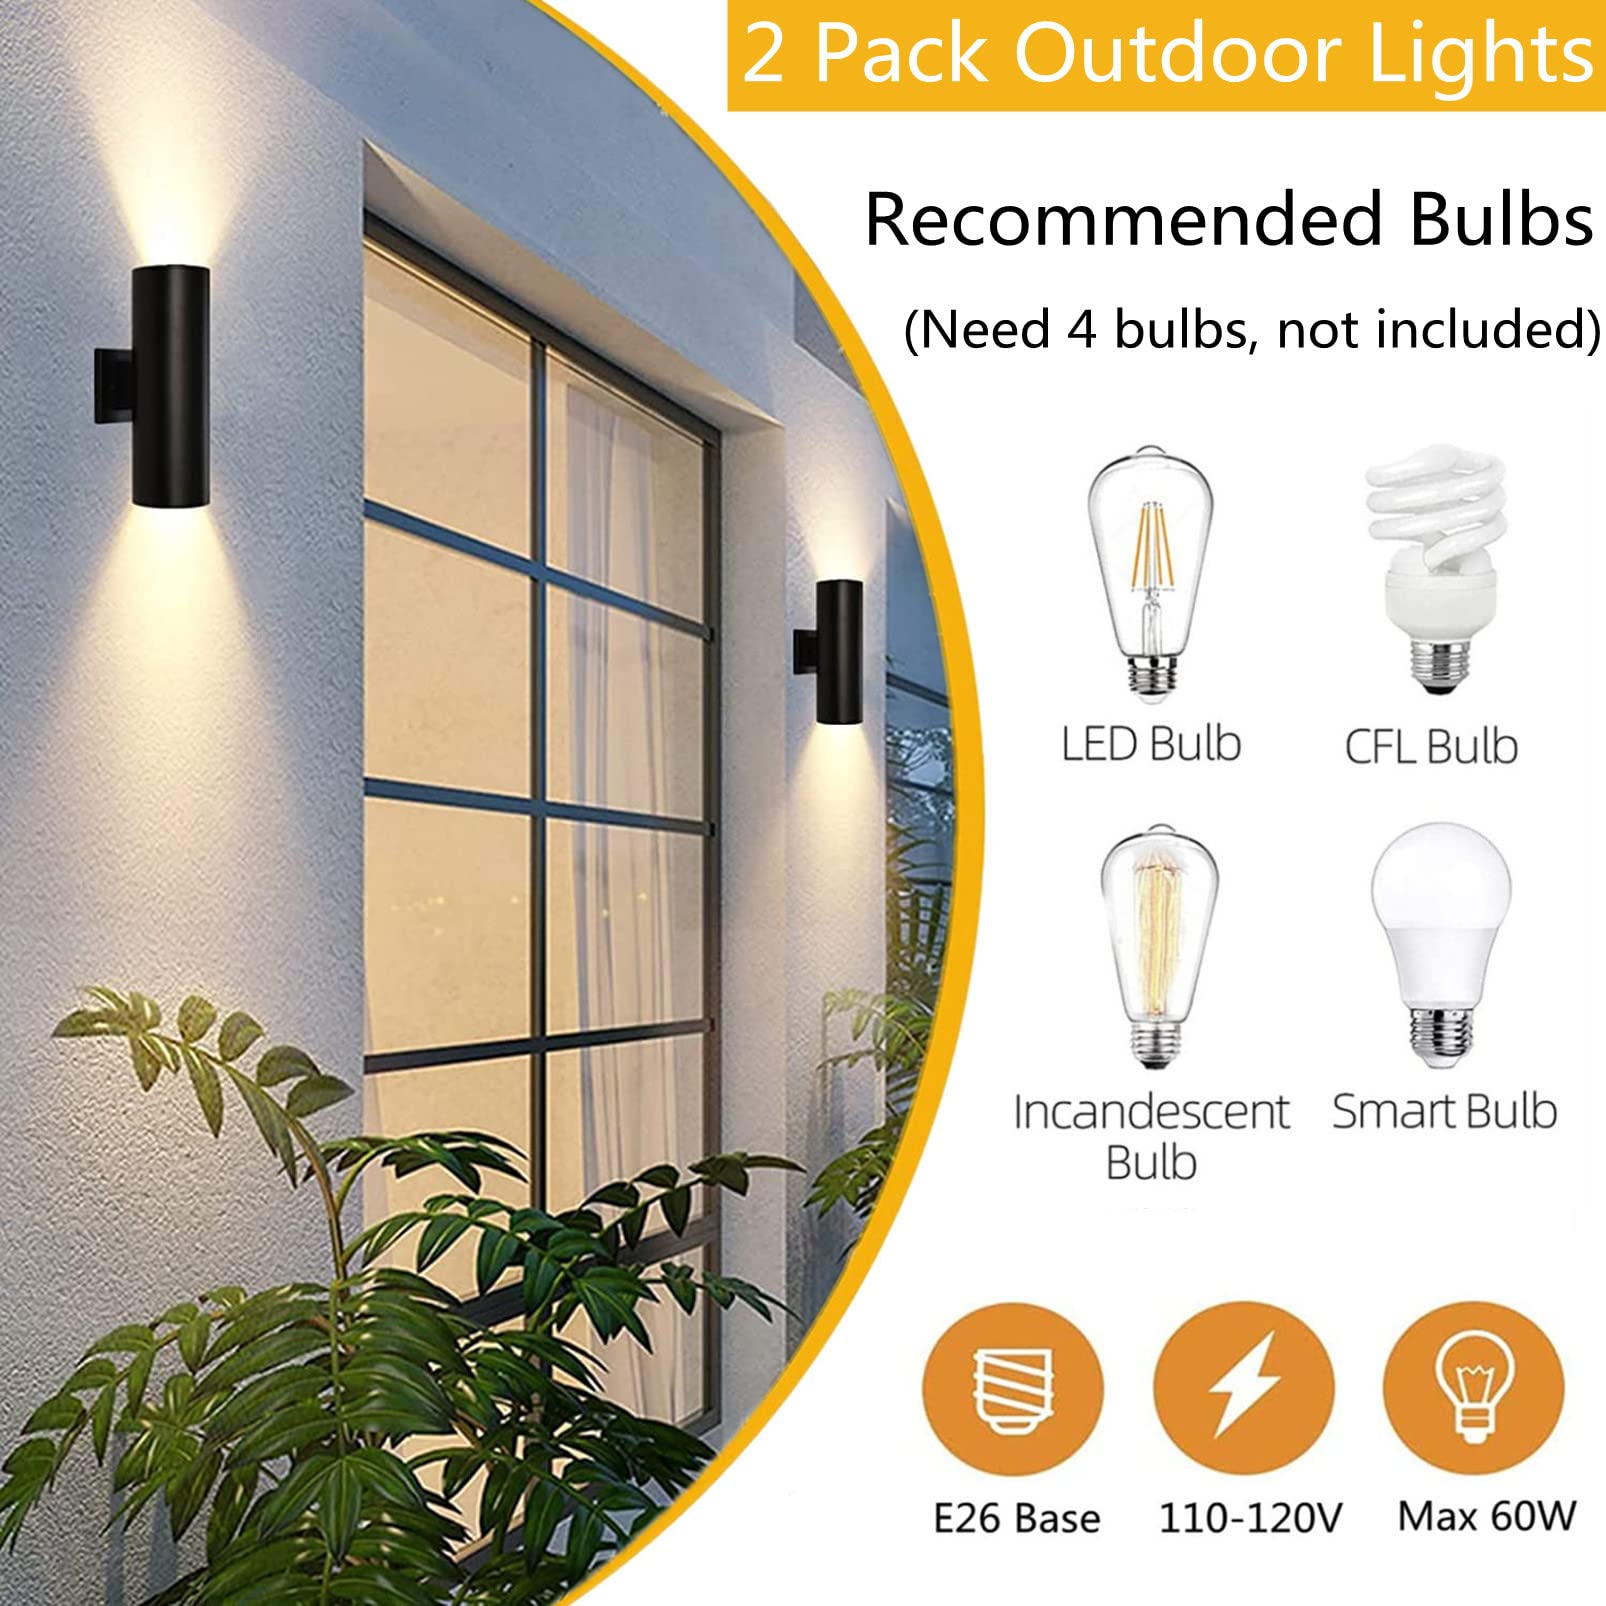 2 Pack Outdoor Lights
Recommended Bulbs
(Need 4 bulbs, not included)
LED Bulb
CFL Bulb
Incandescent
Bulb
Smart Bulb
E26 Base
110-120V
Max 60W